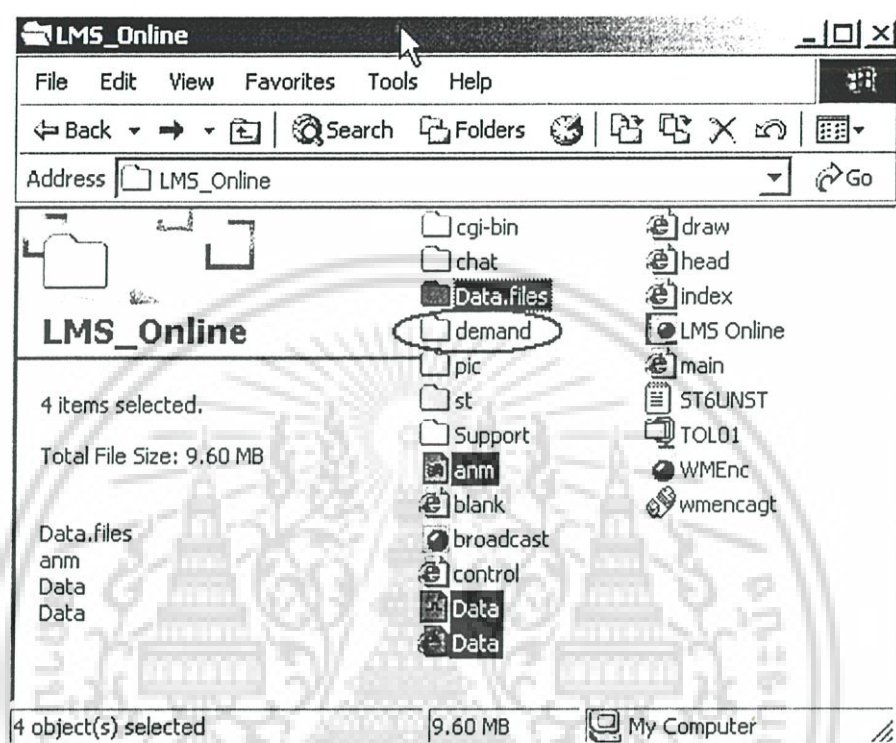 LMS_Online
File Edit View Favorites Tools Help
Back Search Folders
Address LMS_Online Go
LMS_Online
4 items selected.
Total File Size: 9.60 MB
Data.files
anm
Data
Data
cgi-bin
chat
Data.files
demand
pic
st
Support
anm
blank
broadcast
control
Data
Data
draw
head
index
LMS Online
main
ST6UNST
TOL01
WMEnc
wmencagt
4 object(s) selected 9.60 MB My Computer